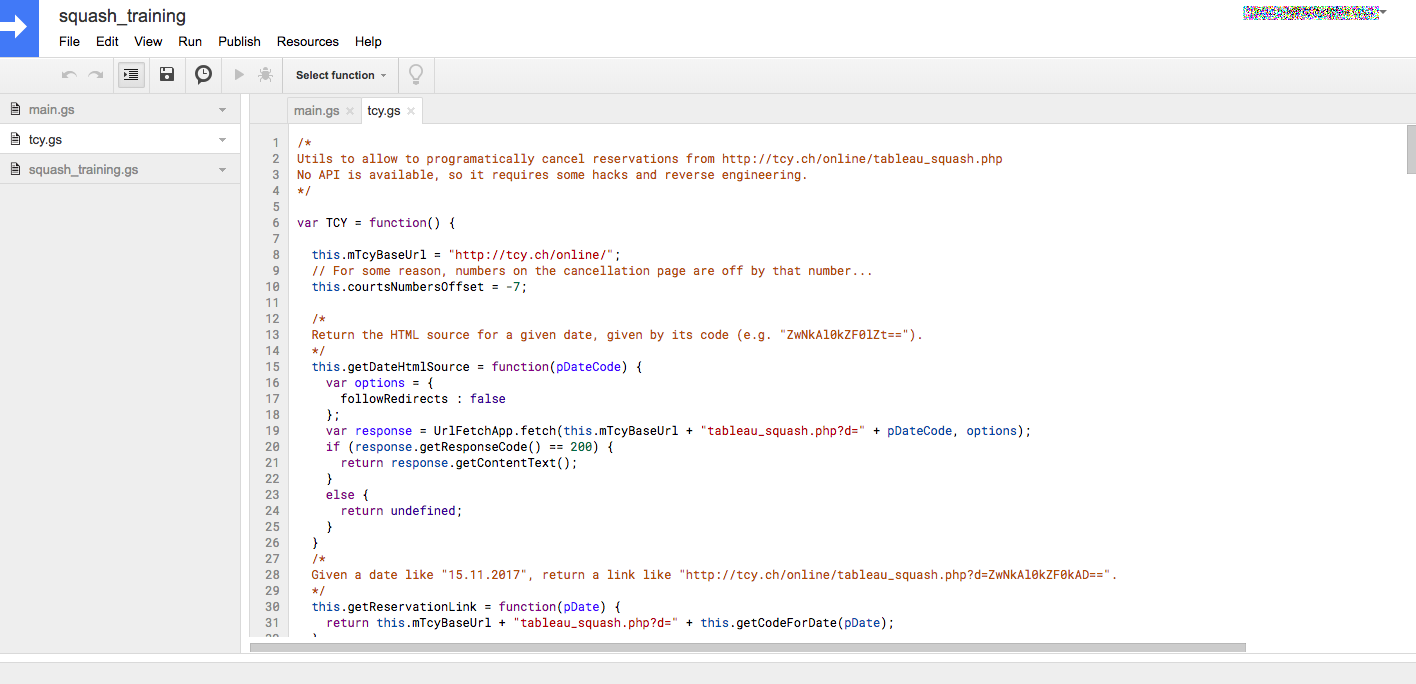 squash_training
File Edit View Run Publish Resources Help
Select function
main.gs
tcy.gs
squash_training.gs
main.gs × tcy.gs ×
1 /*
2 Utils to allow to programatically cancel reservations from http://tcy.ch/online/tableau_squash.php
3 No API is available, so it requires some hacks and reverse engineering.
4 */
5
6 var TCY = function() {
7
8 this.mTcyBaseUrl = "http://tcy.ch/online/";
9 // For some reason, numbers on the cancellation page are off by that number...
10 this.courtsNumbersOffset = -7;
11
12 /*
13 Return the HTML source for a given date, given by its code (e.g. "ZwNkAl0kZF0lZt==").
14 */
15 this.getDateHtmlSource = function(pDateCode) {
16 var options = {
17 followRedirects : false
18 };
19 var response = UrlFetchApp.fetch(this.mTcyBaseUrl + "tableau_squash.php?d=" + pDateCode, options);
20 if (response.getResponseCode() == 200) {
21 return response.getContentText();
22 }
23 else {
24 return undefined;
25 }
26 }
27 /*
28 Given a date like "15.11.2017", return a link like "http://tcy.ch/online/tableau_squash.php?d=ZwNkAl0kZF0kAD==".
29 */
30 this.getReservationLink = function(pDate) {
31 return this.mTcyBaseUrl + "tableau_squash.php?d=" + this.getCodeForDate(pDate);